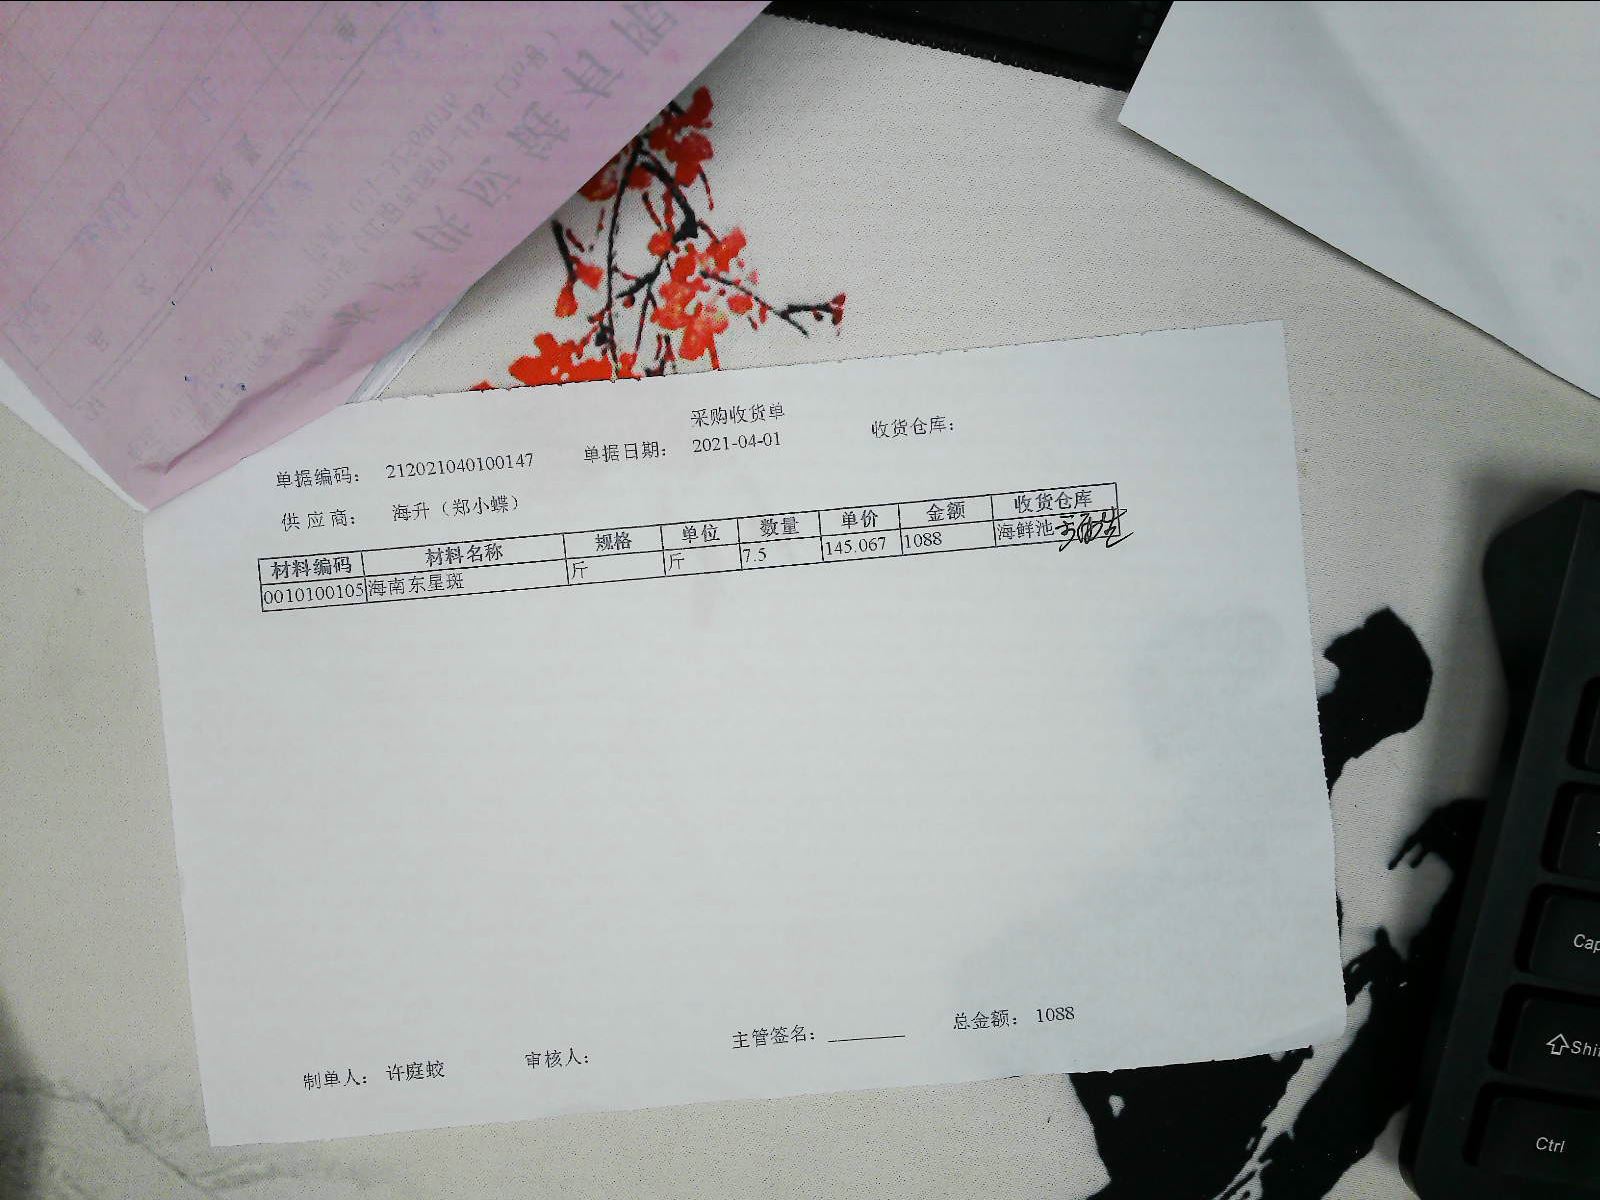 采购收货单
单据编码： 212021040100147 单据日期： 2021-04-01 收货仓库：
供应商： 海升（郑小蝶）
材料编码 材料名称 规格 单位 数量 单价 金额 收货仓库
0010100105 海南东星斑 斤 斤 7.5 145.067 1088 海鲜池
制单人： 许庭蛟 审核人： 主管签名： 总金额： 1088
Cap
Shif
Ctrl